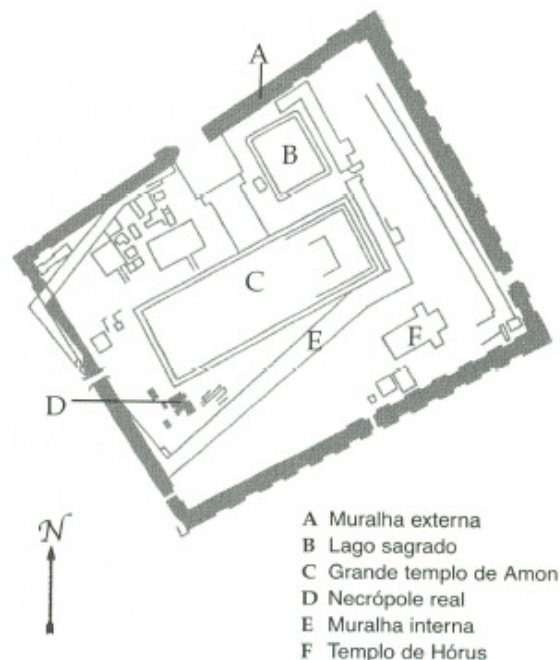 A
B
C
E
F
D
N
A Muralha externa
B Lago sagrado
C Grande templo de Amon
D Necrópole real
E Muralha interna
F Templo de Hórus